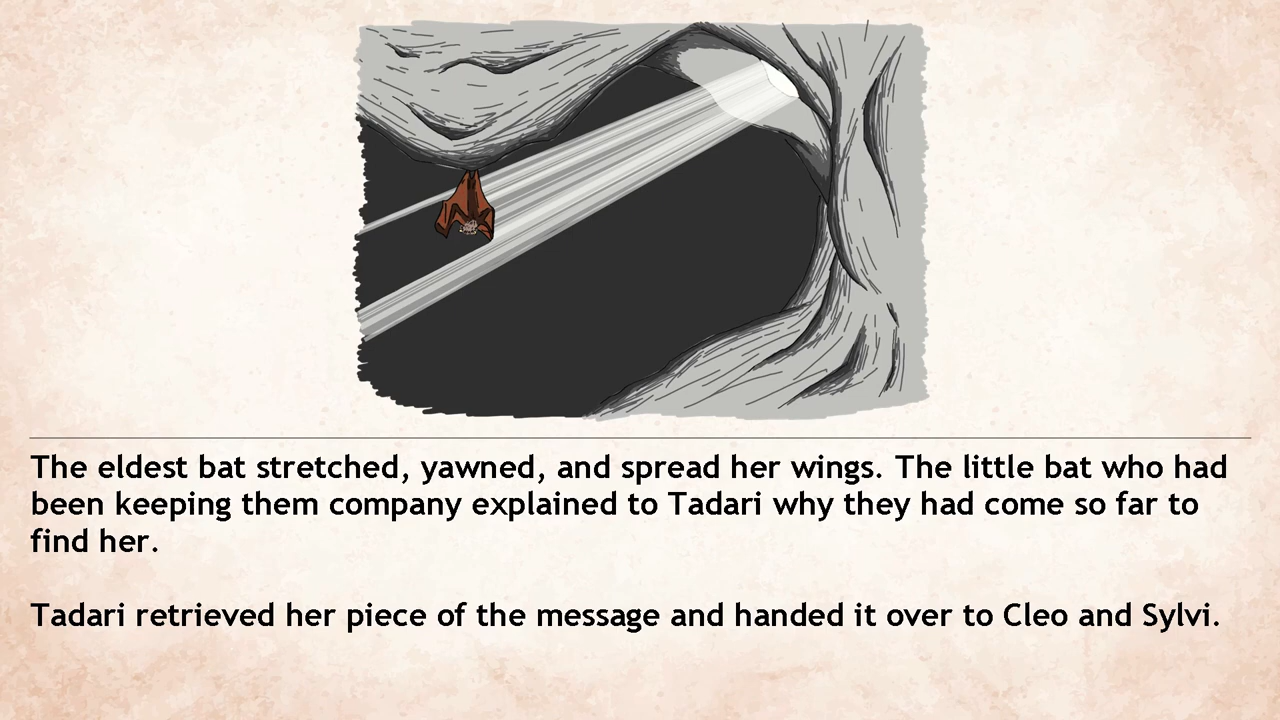 The eldest bat stretched, yawned, and spread her wings. The little bat who had
been keeping them company explained to Tadari why they had come so far to
find her.
Tadari retrieved her piece of the message and handed it over to Cleo and Sylvi.